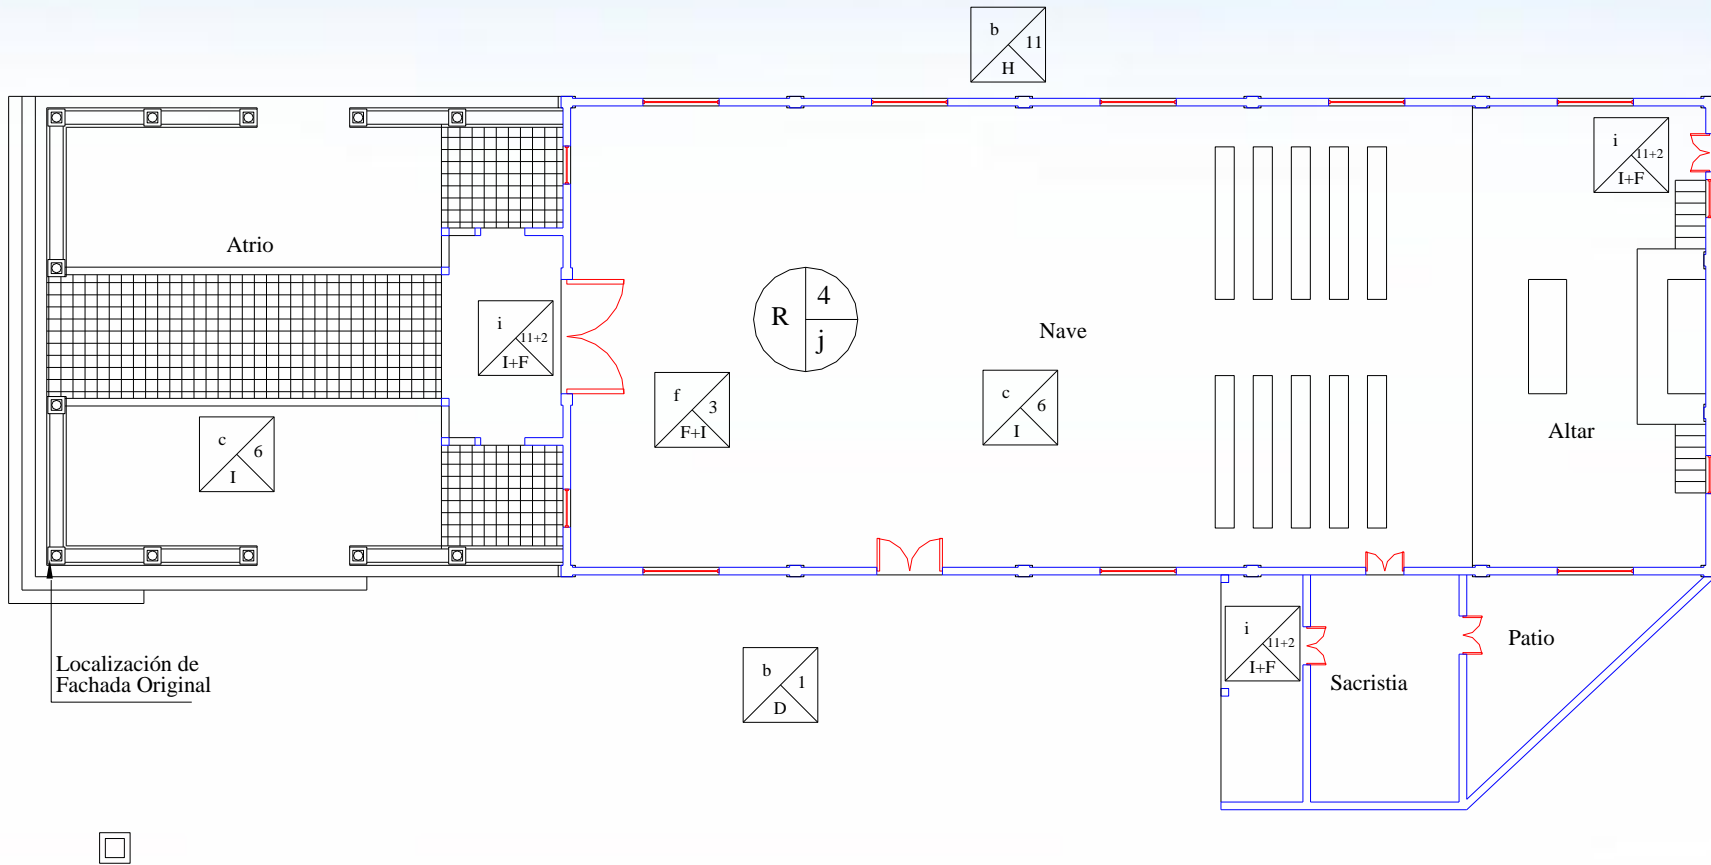 b
11
H
i
11+2
I+F
Atrio
R
4
j
i
11+2
I+F
Nave
f
3
F+I
c
6
I
c
6
I
Altar
i
11+2
I+F
Patio
Localización de
Fachada Original
b
1
D
Sacristia